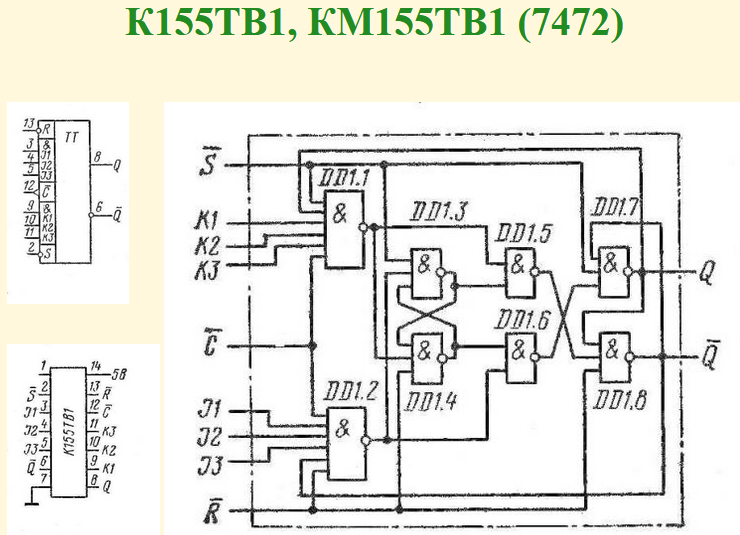 К155ТВ1, КМ155ТВ1 (7472)
13 R TT
3 &
4 J1 8 Q
5 J2
J3
12 C̅
9 & 6 Q̅
10 K1
11 K2
K3
2 S
1 14 5В
S̅ 2 13 R̅
J1 3 12 C̅
J2 4 11 K3
J3 5 10 K2
Q̅ 6 9 K1
7 8 Q
К155ТВ1
S̅
DD1.1
K1 & DD1.3 DD1.7
K2 DD1.5
K3 & & & Q
DD1.6
C̅ & & & Q̅
DD1.2 DD1.4 DD1.8
J1 &
J2
J3
R̅